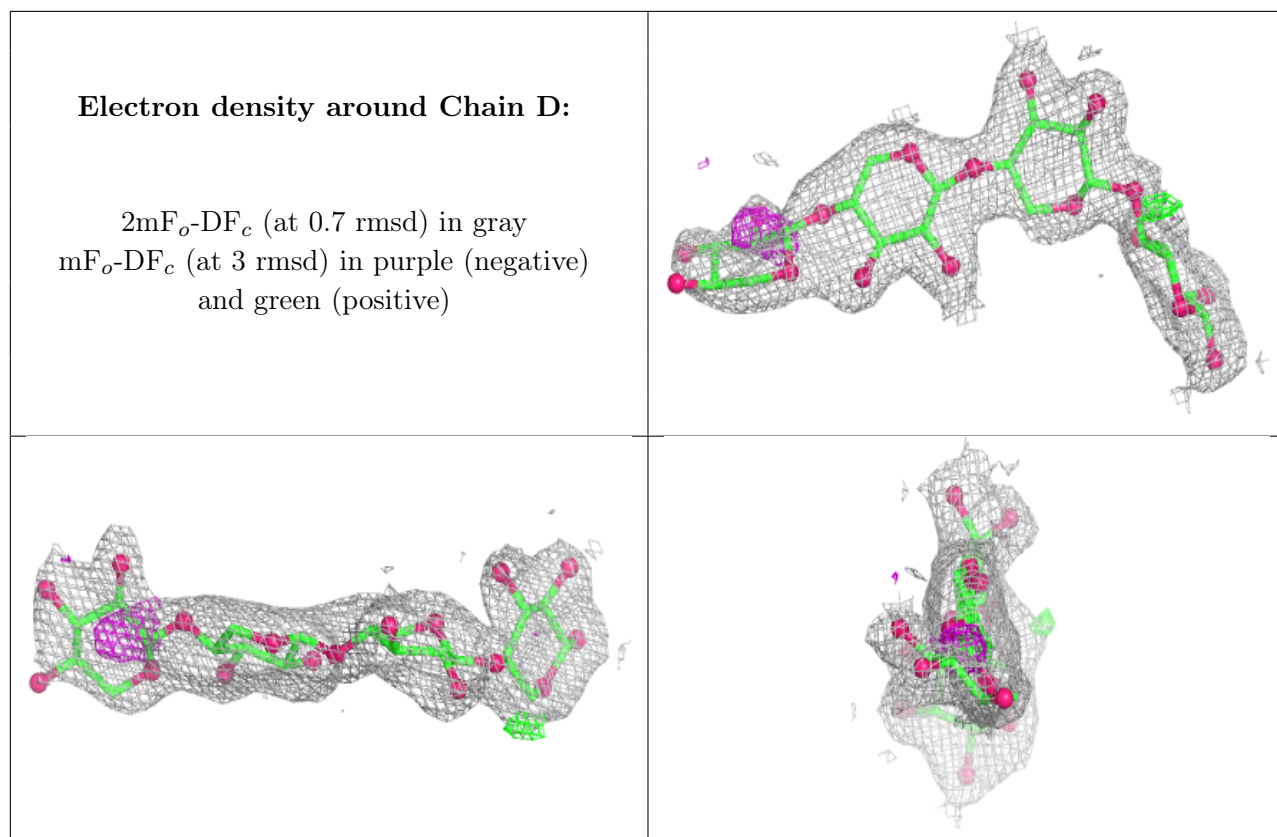 Electron density around Chain D:
2mFo-DFc (at 0.7 rmsd) in gray
mFo-DFc (at 3 rmsd) in purple (negative)
and green (positive)